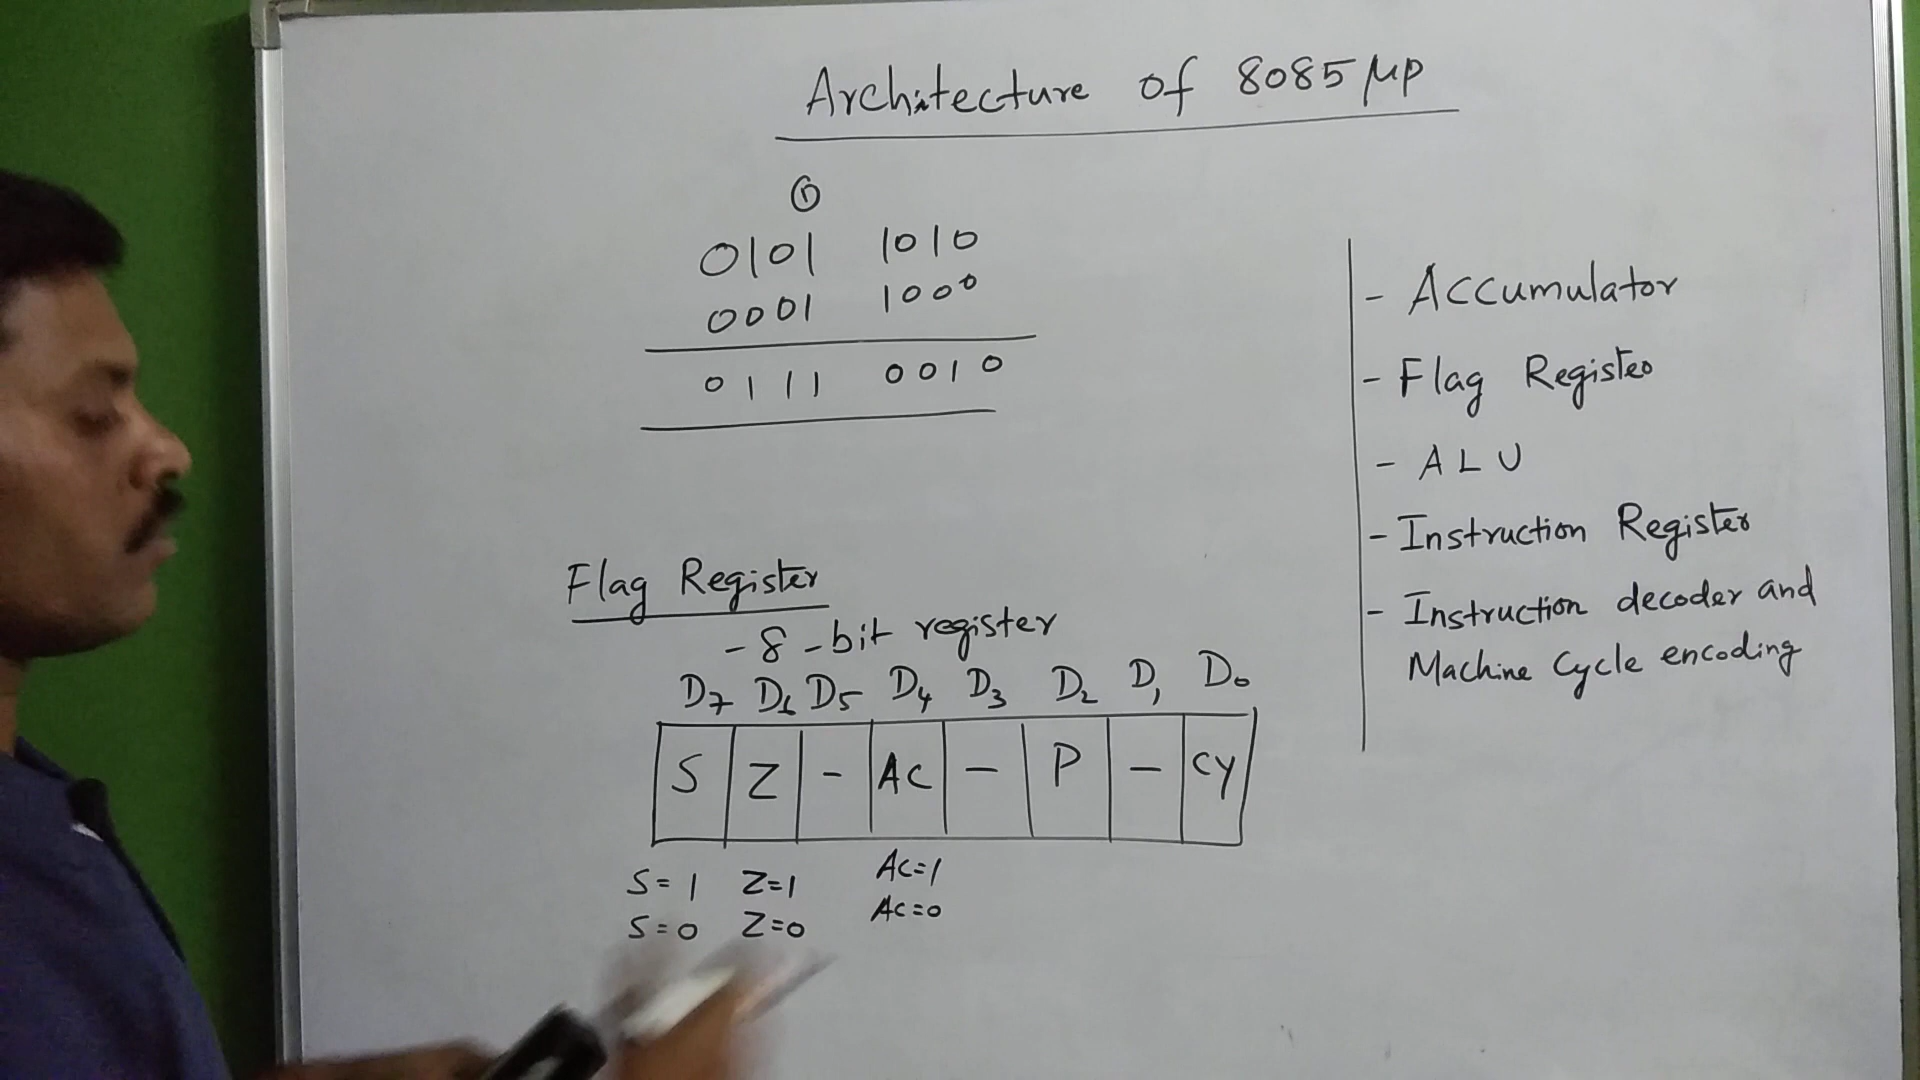 Architecture of 8085 μp
1
0101 1010
0001 1000
0111 0010
Flag Register
- 8-bit register
D7 D6 D5 D4 D3 D2 D1 D0
S Z - AC - P - CY
S=1 Z=1 AC=1
S=0 Z=0 AC=0
- Accumulator
- Flag Register
- ALU
- Instruction Register
- Instruction decoder and
Machine Cycle encoding